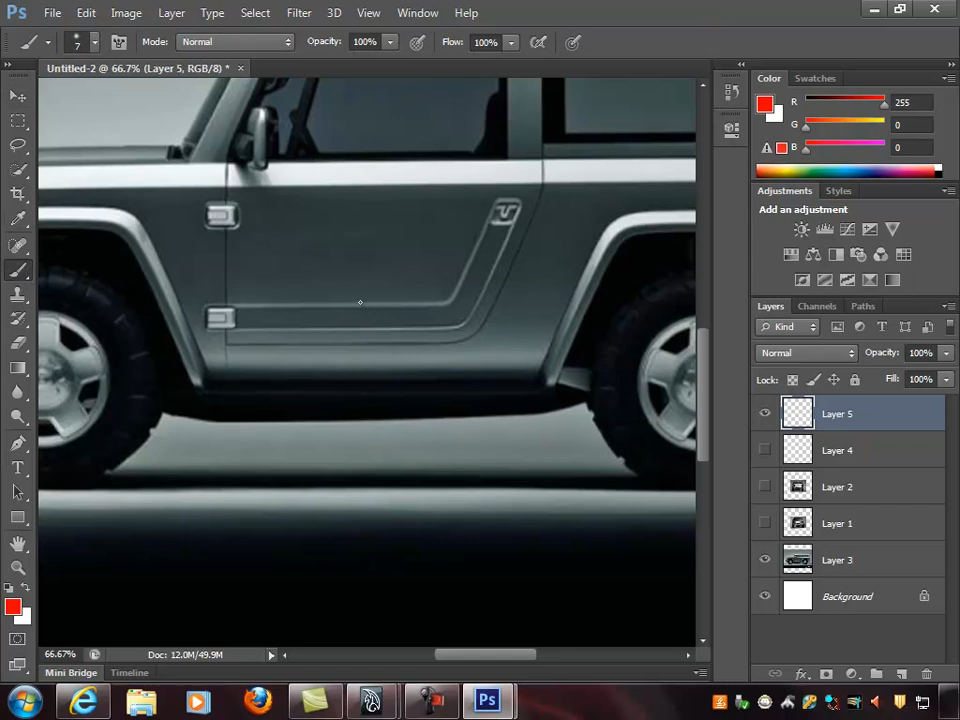 Ps File Edit Image Layer Type Select Filter 3D View Window Help
7 Mode: Normal Opacity: 100% Flow: 100%
Untitled-2 @ 66.7% (Layer 5, RGB/8) * ×
Color Swatches
R 255
G 0
B 0
Adjustments Styles
Add an adjustment
Layers Channels Paths
Kind
Normal Opacity: 100%
Lock: Fill: 100%
Layer 5
Layer 4
Layer 2
Layer 1
Layer 3
Background
66.67% Doc: 12.0M/49.9M
Mini Bridge Timeline
Ps